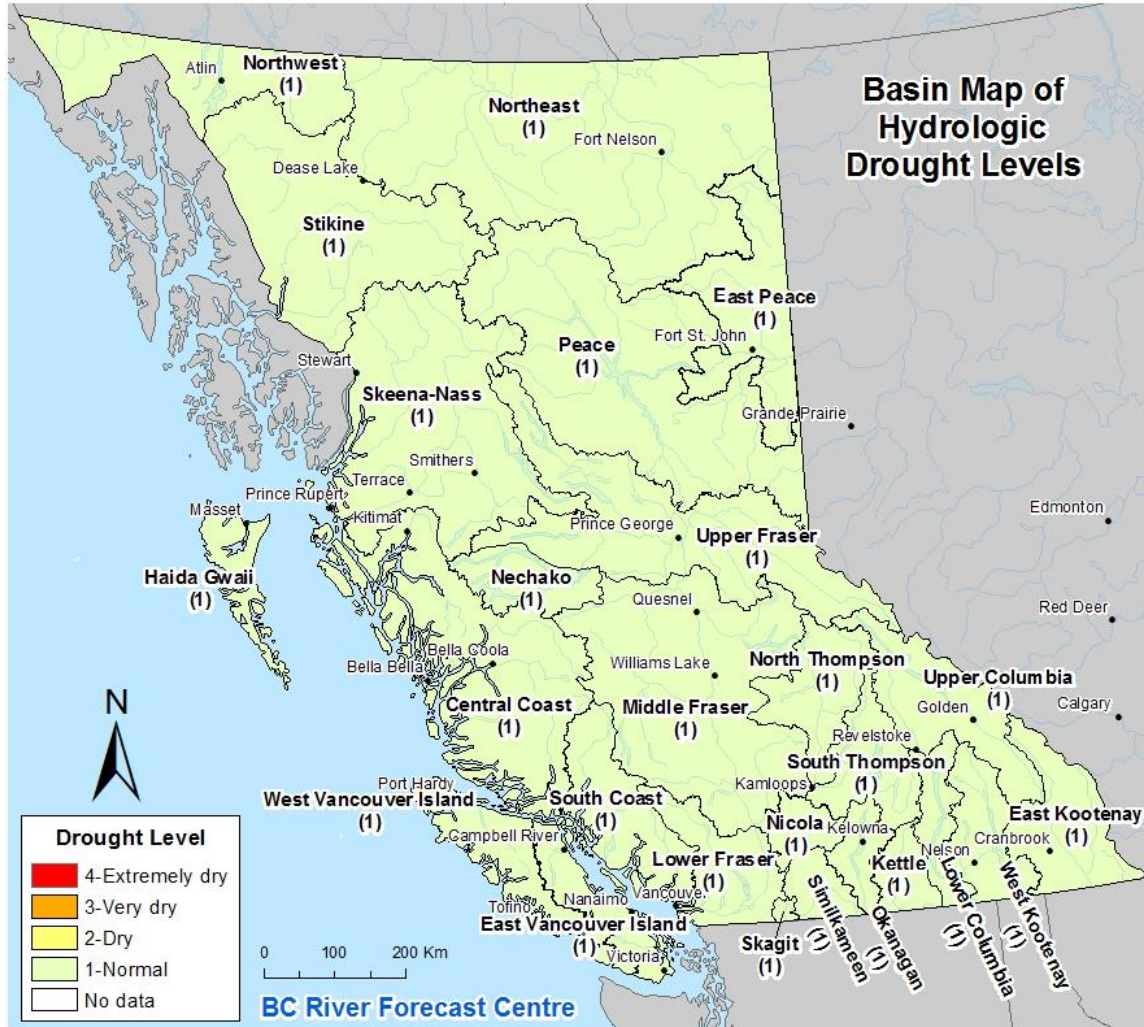 Basin Map of
Hydrologic
Drought Levels
Atlin
Northwest
(1)
Northeast
(1)
Fort Nelson
Dease Lake
Stikine
(1)
East Peace
(1)
Fort St. John
Peace
(1)
Stewart
Skeena-Nass
(1)
Grande Prairie
Smithers
Terrace
Prince Rupert
Masset
Kitimat
Prince George
Upper Fraser
(1)
Edmonton
Haida Gwaii
(1)
Nechako
(1)
Quesnel
Red Deer
Bella Coola
Bella Bella
Williams Lake
North Thompson
(1)
Upper Columbia
(1)
Golden
Calgary
Central Coast
(1)
Middle Fraser
(1)
Revelstoke
South Thompson
(1)
N
Port Hardy
West Vancouver Island
(1)
South Coast
(1)
Kamloops
Campbell River
Nicola
(1)
Kelowna
East Kootenay
(1)
Cranbrook
Lower Fraser
(1)
Kettle
(1)
Nelson
Vancouver
Nanaimo
Tofino
East Vancouver Island
(1)
Victoria
Skagit
(1)
Similkameen
(1)
Okanagan
(1)
Lower Columbia
(1)
West Kootenay
(1)
Drought Level
4-Extremely dry
3-Very dry
2-Dry
1-Normal
No data
0 100 200 Km
BC River Forecast Centre